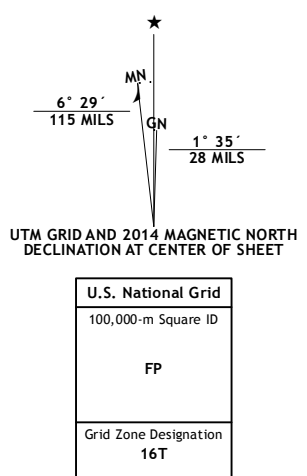 MN
6° 29´
115 MILS
GN
1° 35´
28 MILS
UTM GRID AND 2014 MAGNETIC NORTH
DECLINATION AT CENTER OF SHEET
U.S. National Grid
100,000-m Square ID
FP
Grid Zone Designation
16T